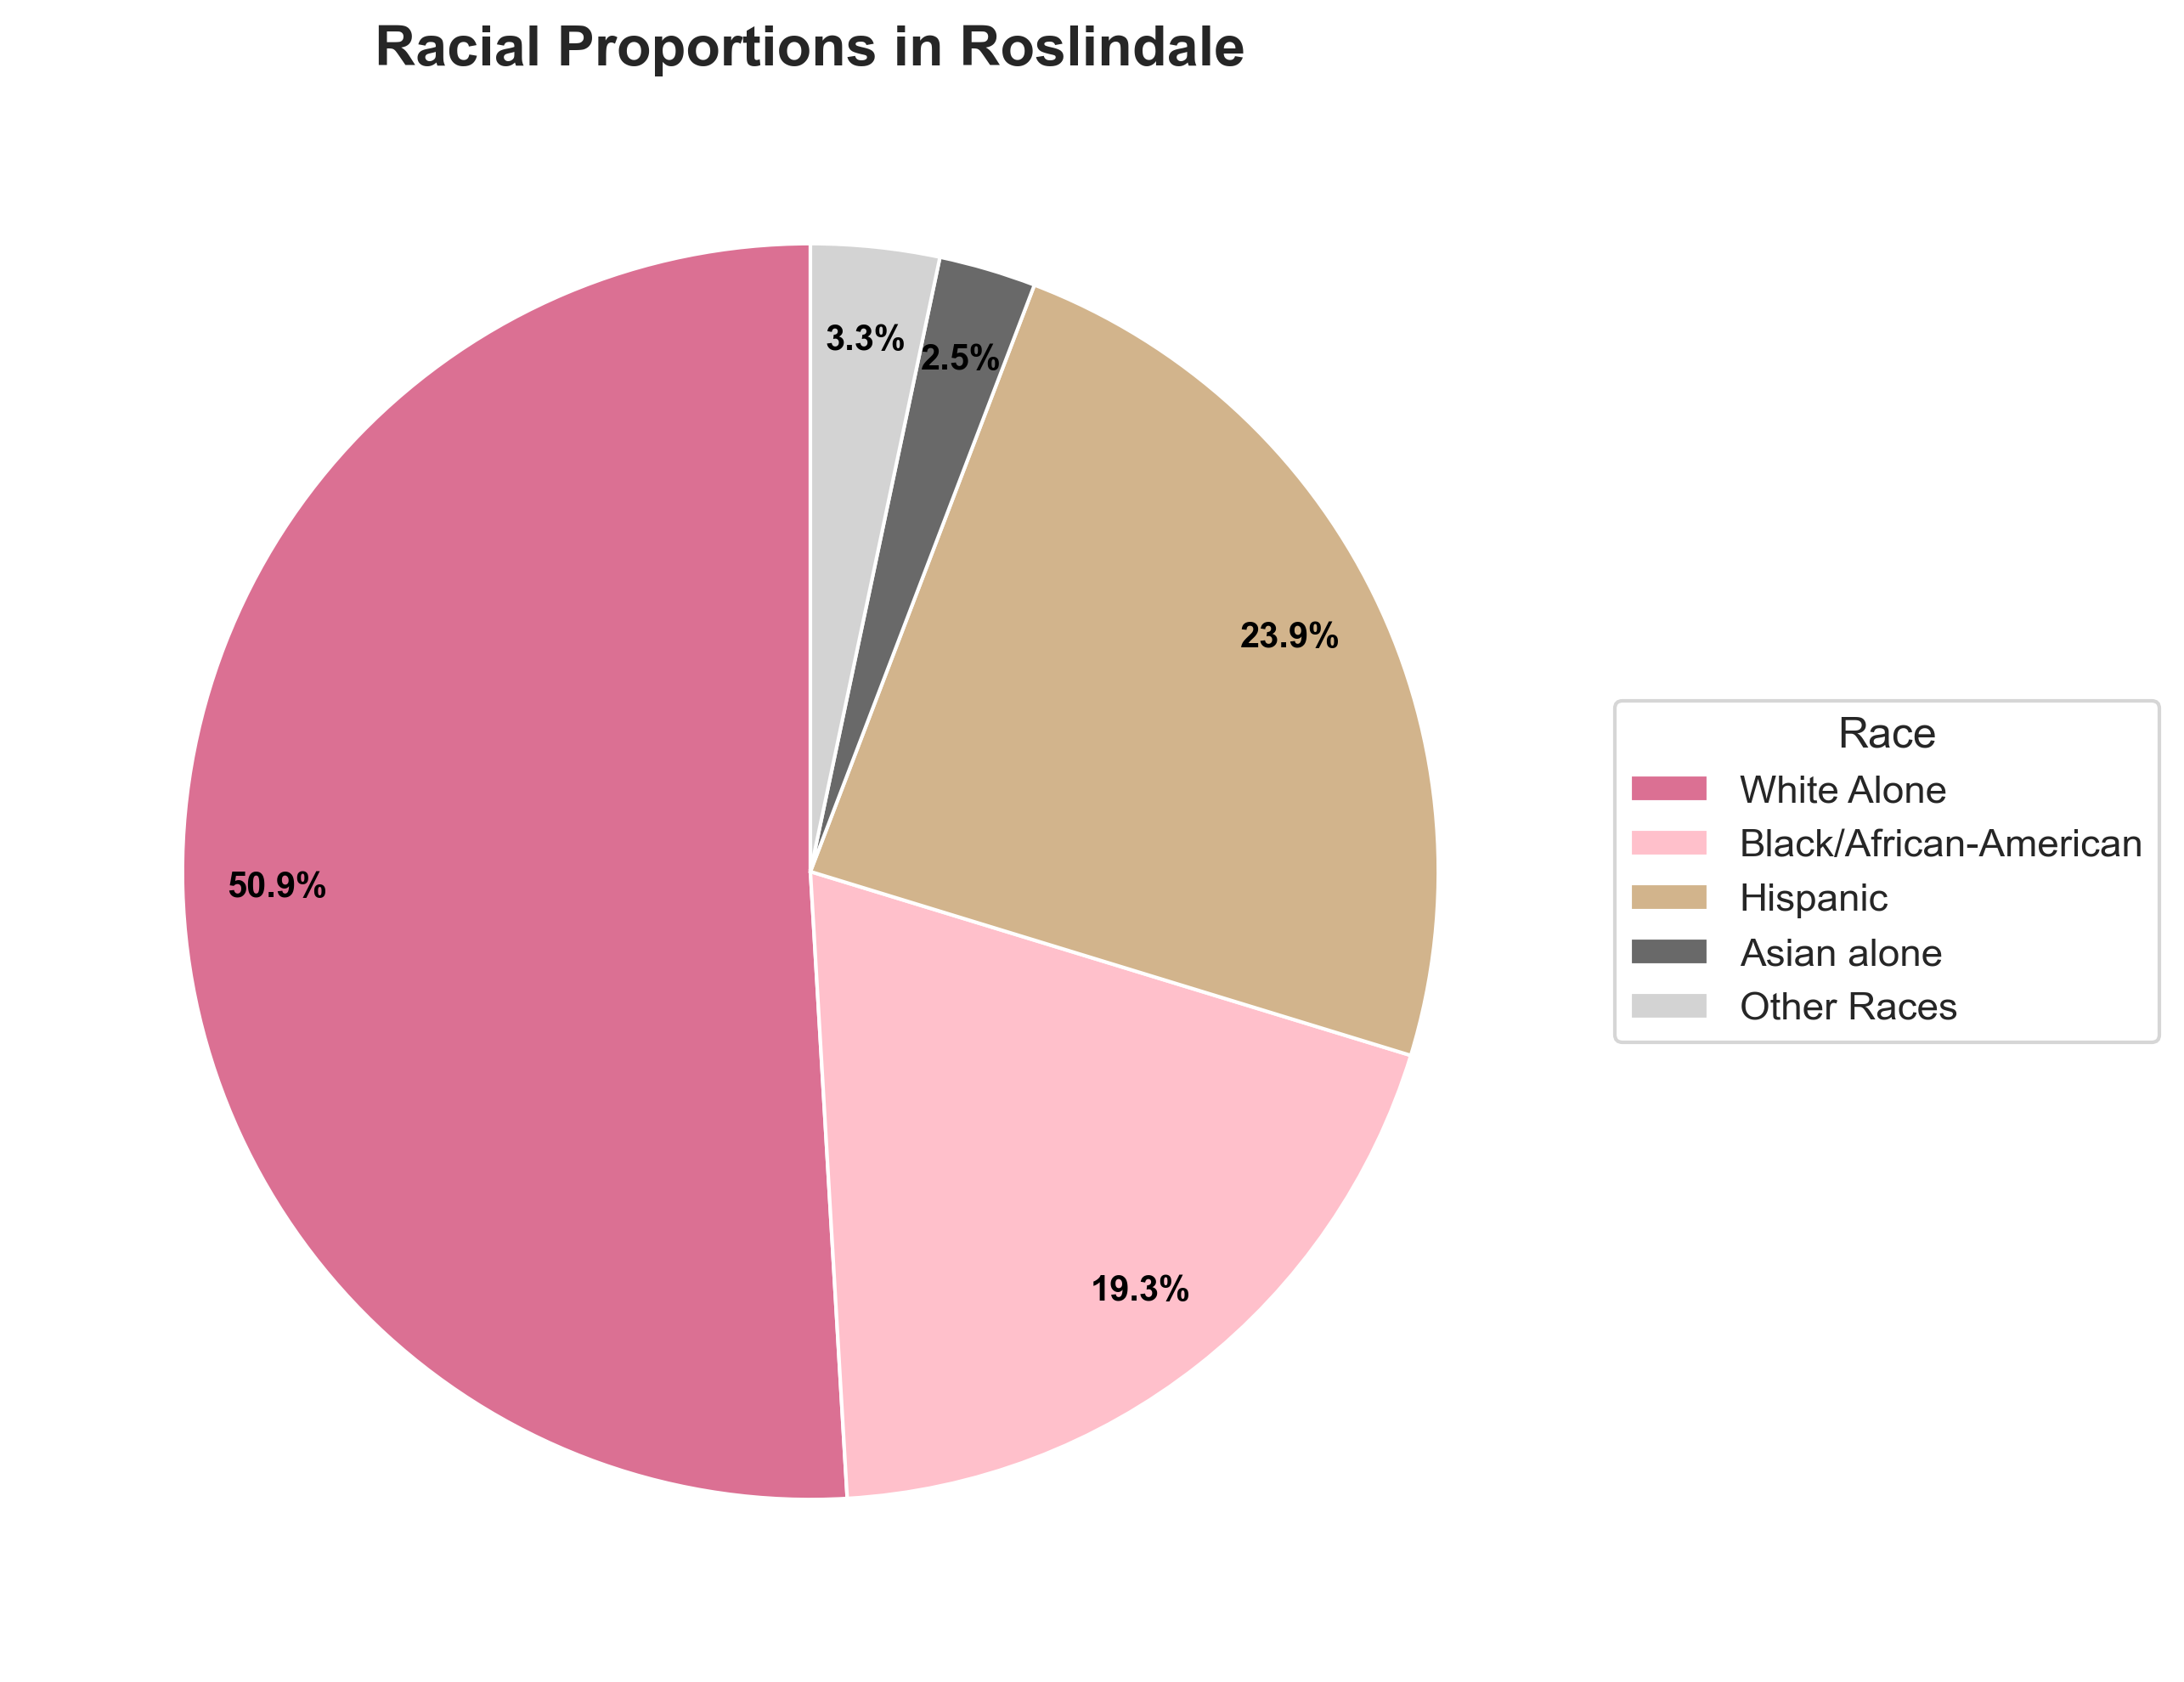 Racial Proportions in Roslindale
3.3%
2.5%
23.9%
50.9%
19.3%
Race
White Alone
Black/African-American
Hispanic
Asian alone
Other Races